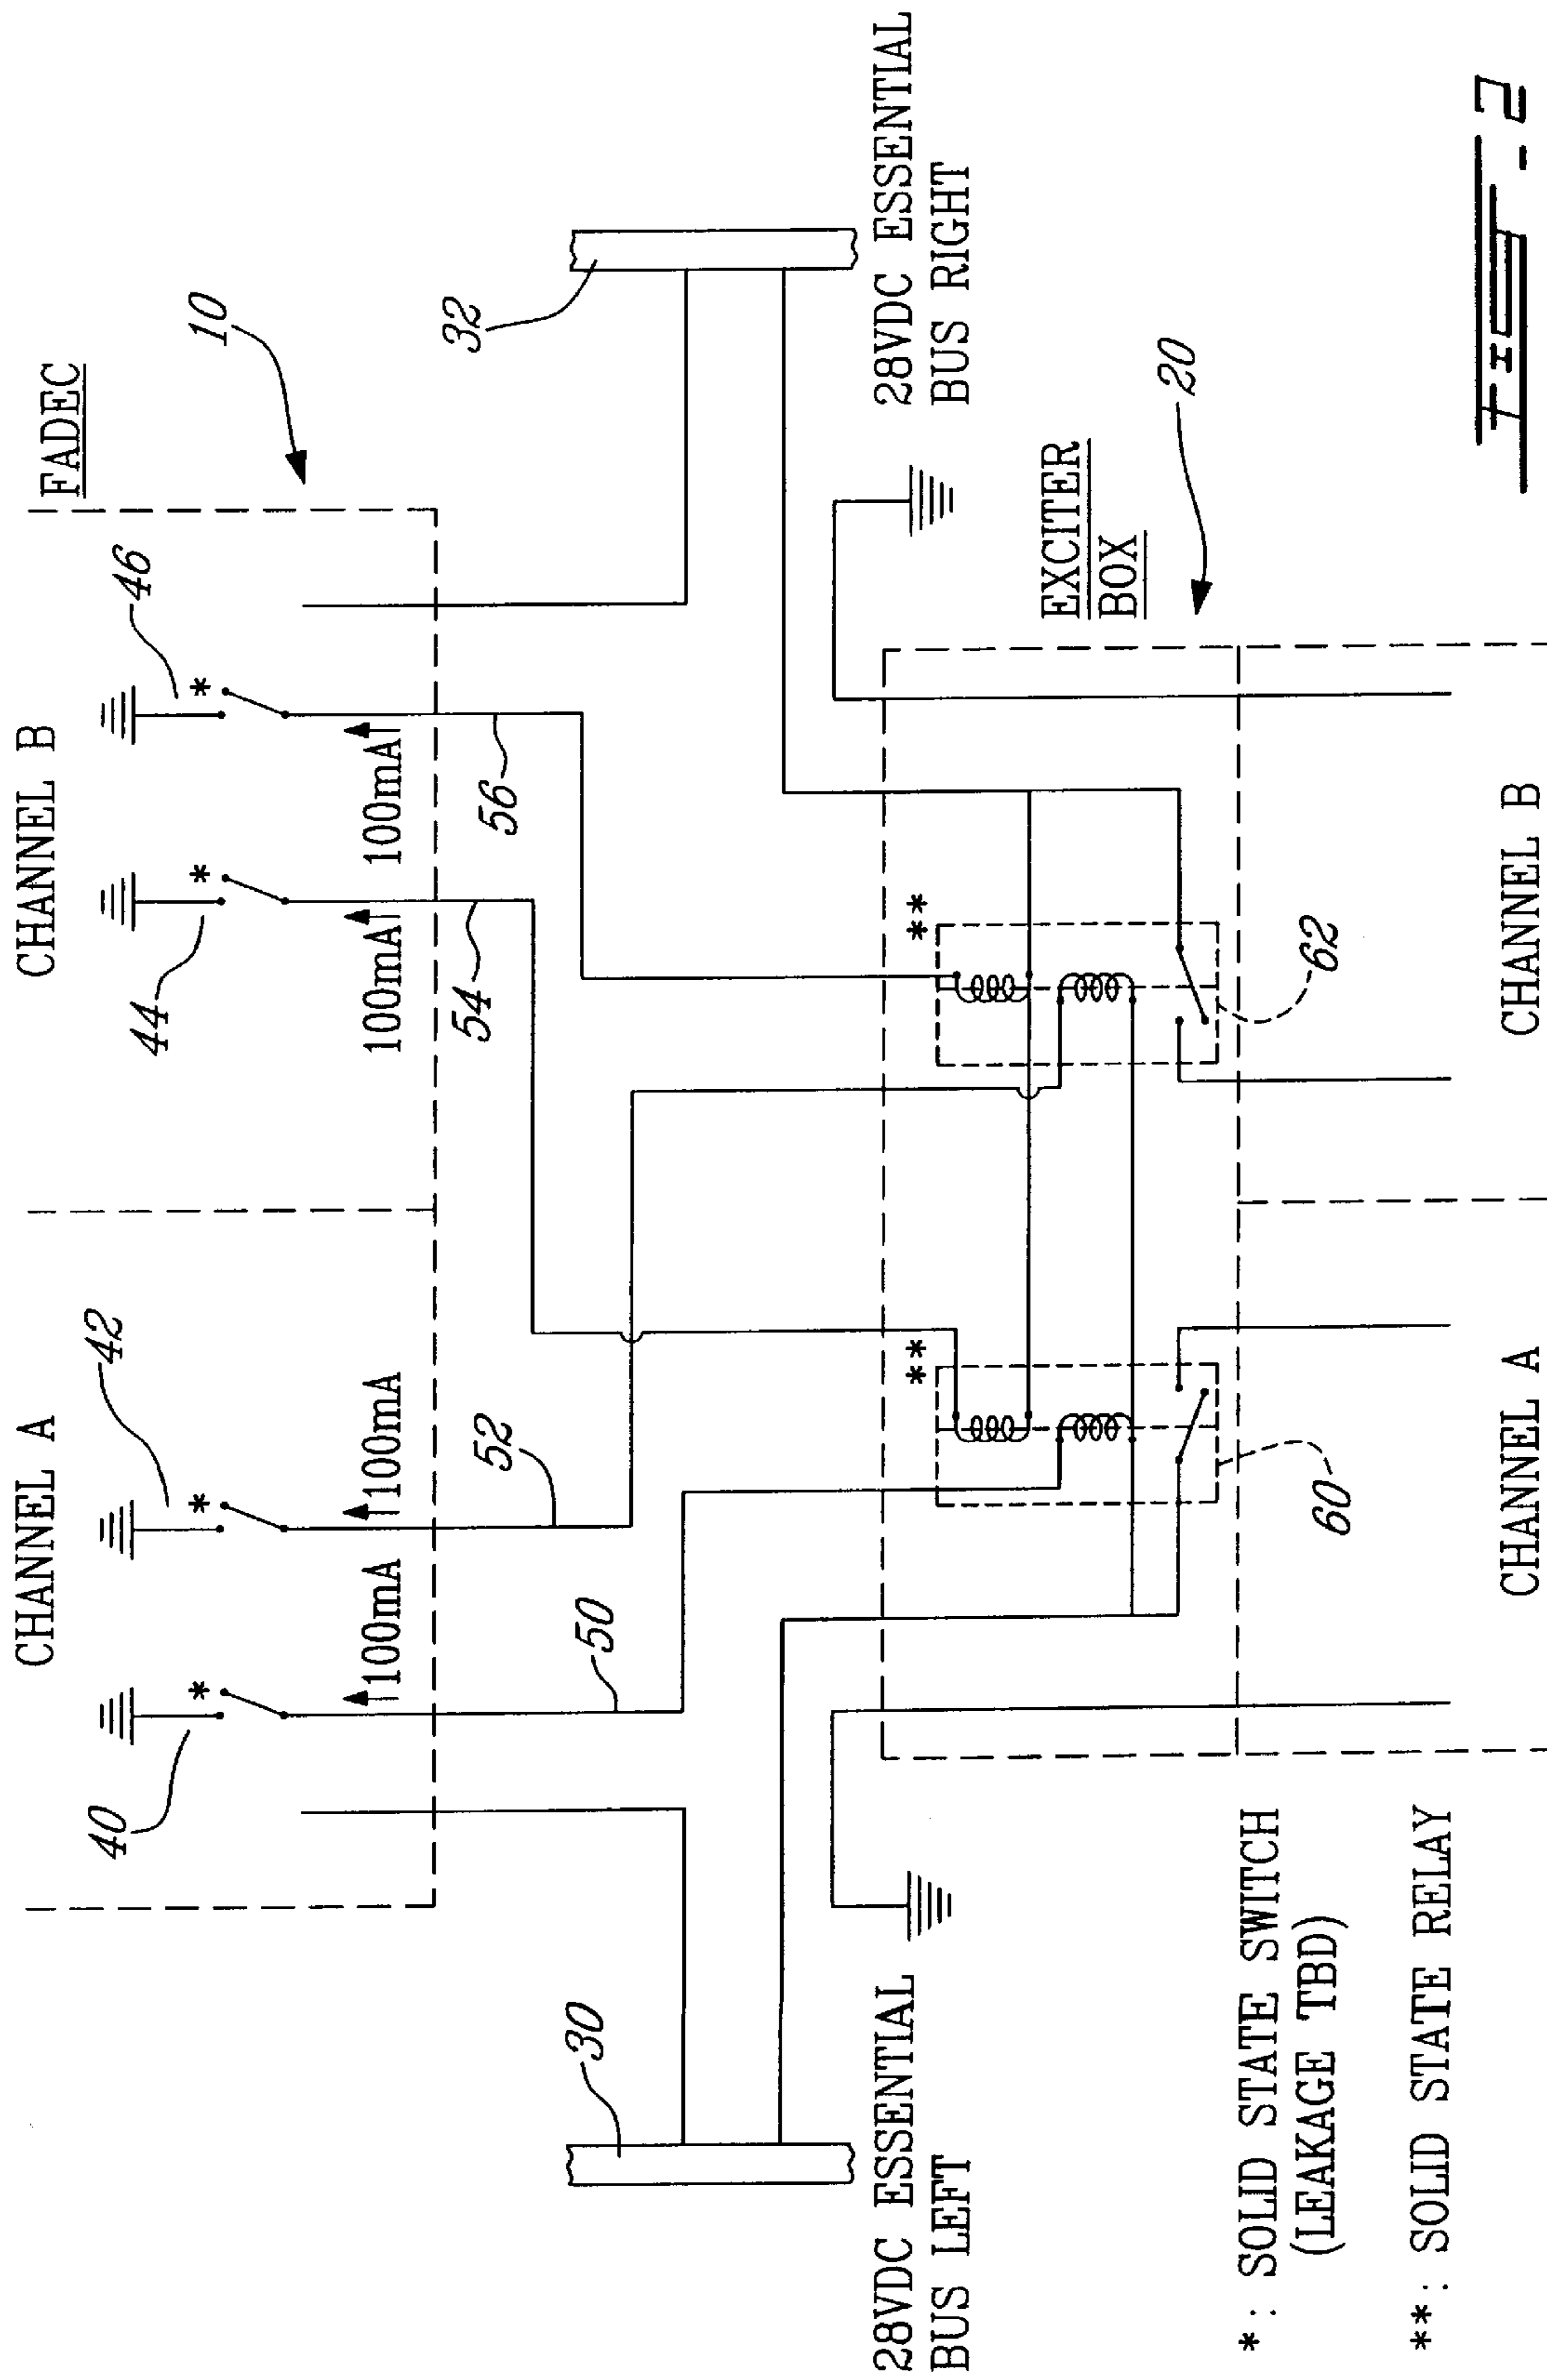 FADEC
CHANNEL A
CHANNEL B
10
40
*
42
*
44
*
46
*
100mA
100mA
100mA
100mA
50
52
54
56
30
32
28VDC ESSENTIAL
BUS LEFT
28VDC ESSENTIAL
BUS RIGHT
**
**
60
62
EXCITER
BOX
20
CHANNEL A
CHANNEL B
*: SOLID STATE SWITCH
(LEAKAGE TBD)
**: SOLID STATE RELAY
FIG - 2